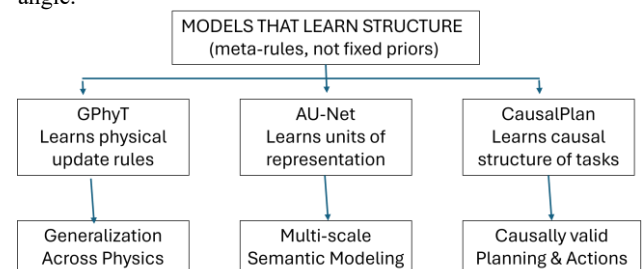 angle.
MODELS THAT LEARN STRUCTURE
(meta-rules, not fixed priors)
GPhyT
Learns physical
update rules
AU-Net
Learns units of
representation
CausalPlan
Learns causal
structure of tasks
Generalization
Across Physics
Multi-scale
Semantic Modeling
Causally valid
Planning & Actions